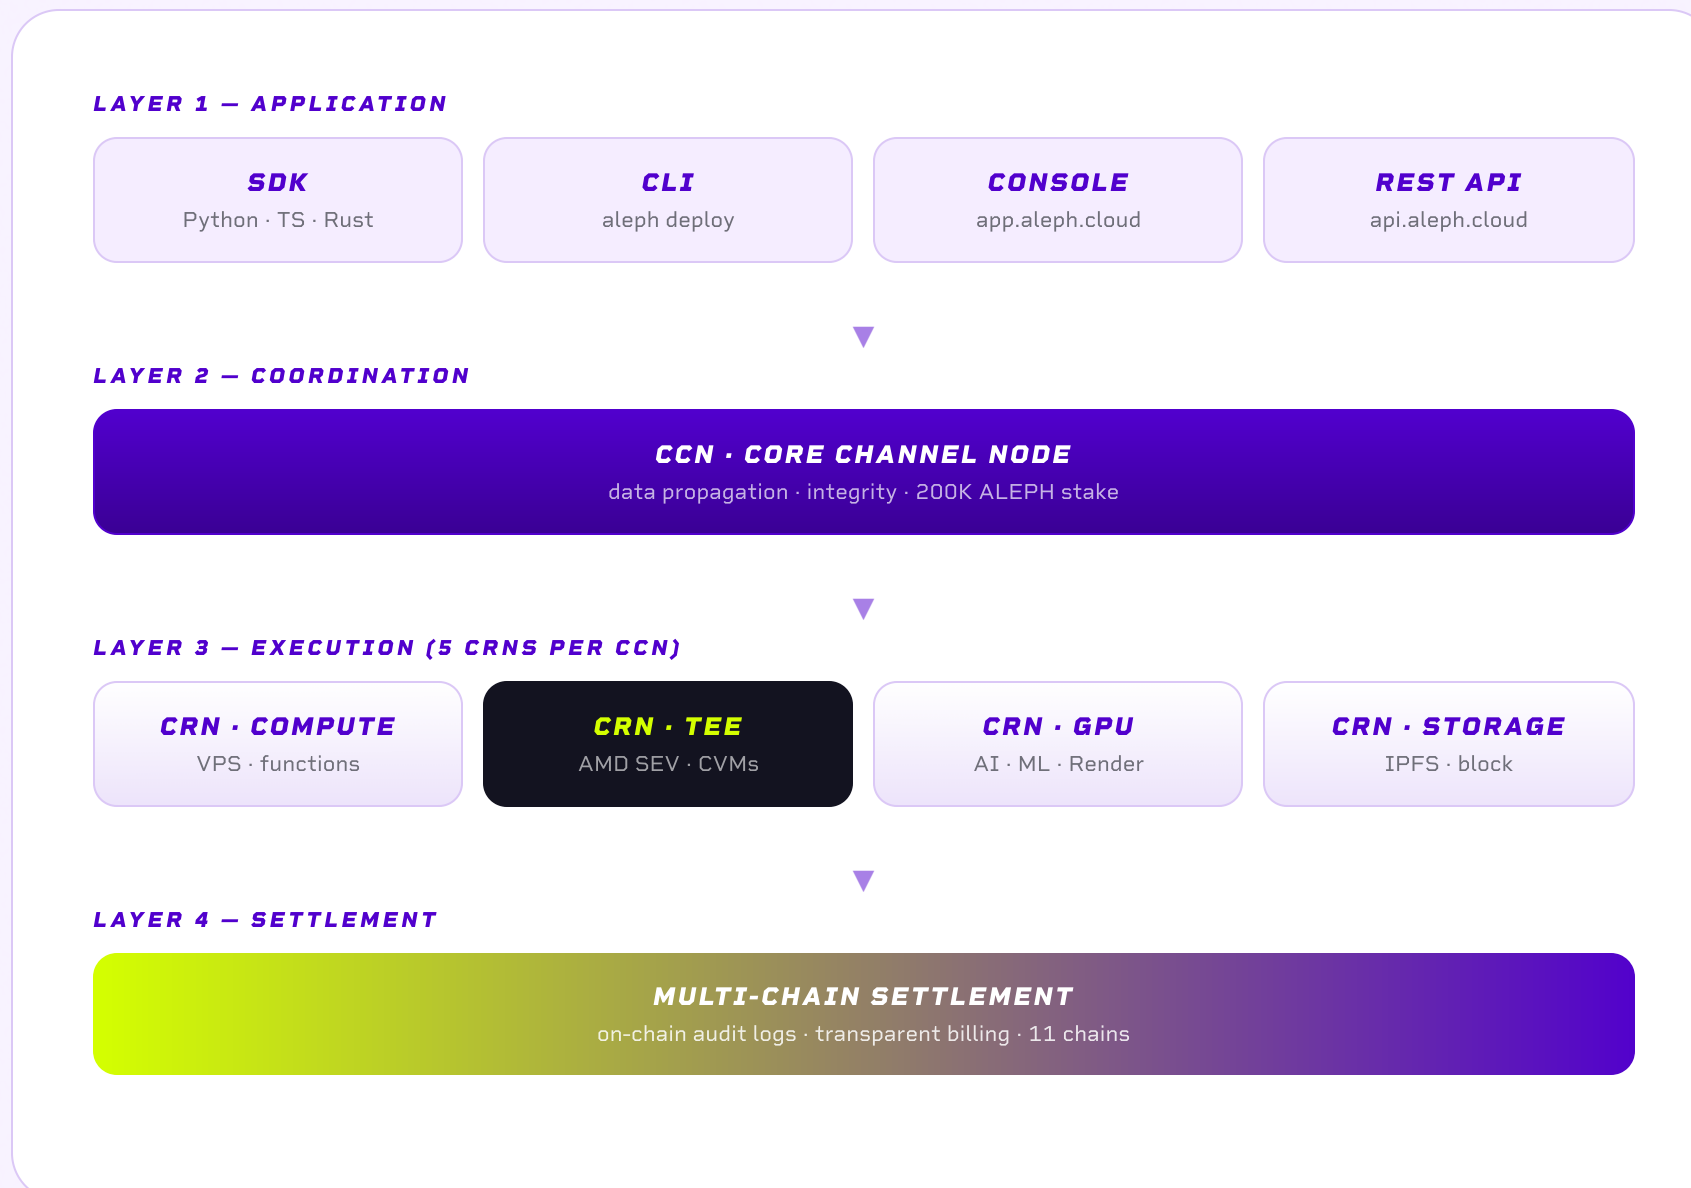 LAYER 1 — APPLICATION
SDK
Python · TS · Rust
CLI
aleph deploy
CONSOLE
app.aleph.cloud
REST API
api.aleph.cloud
▼
LAYER 2 — COORDINATION
CCN · CORE CHANNEL NODE
data propagation · integrity · 200K ALEPH stake
▼
LAYER 3 — EXECUTION (5 CRNS PER CCN)
CRN · COMPUTE
VPS · functions
CRN · TEE
AMD SEV · CVMs
CRN · GPU
AI · ML · Render
CRN · STORAGE
IPFS · block
▼
LAYER 4 — SETTLEMENT
MULTI-CHAIN SETTLEMENT
on-chain audit logs · transparent billing · 11 chains